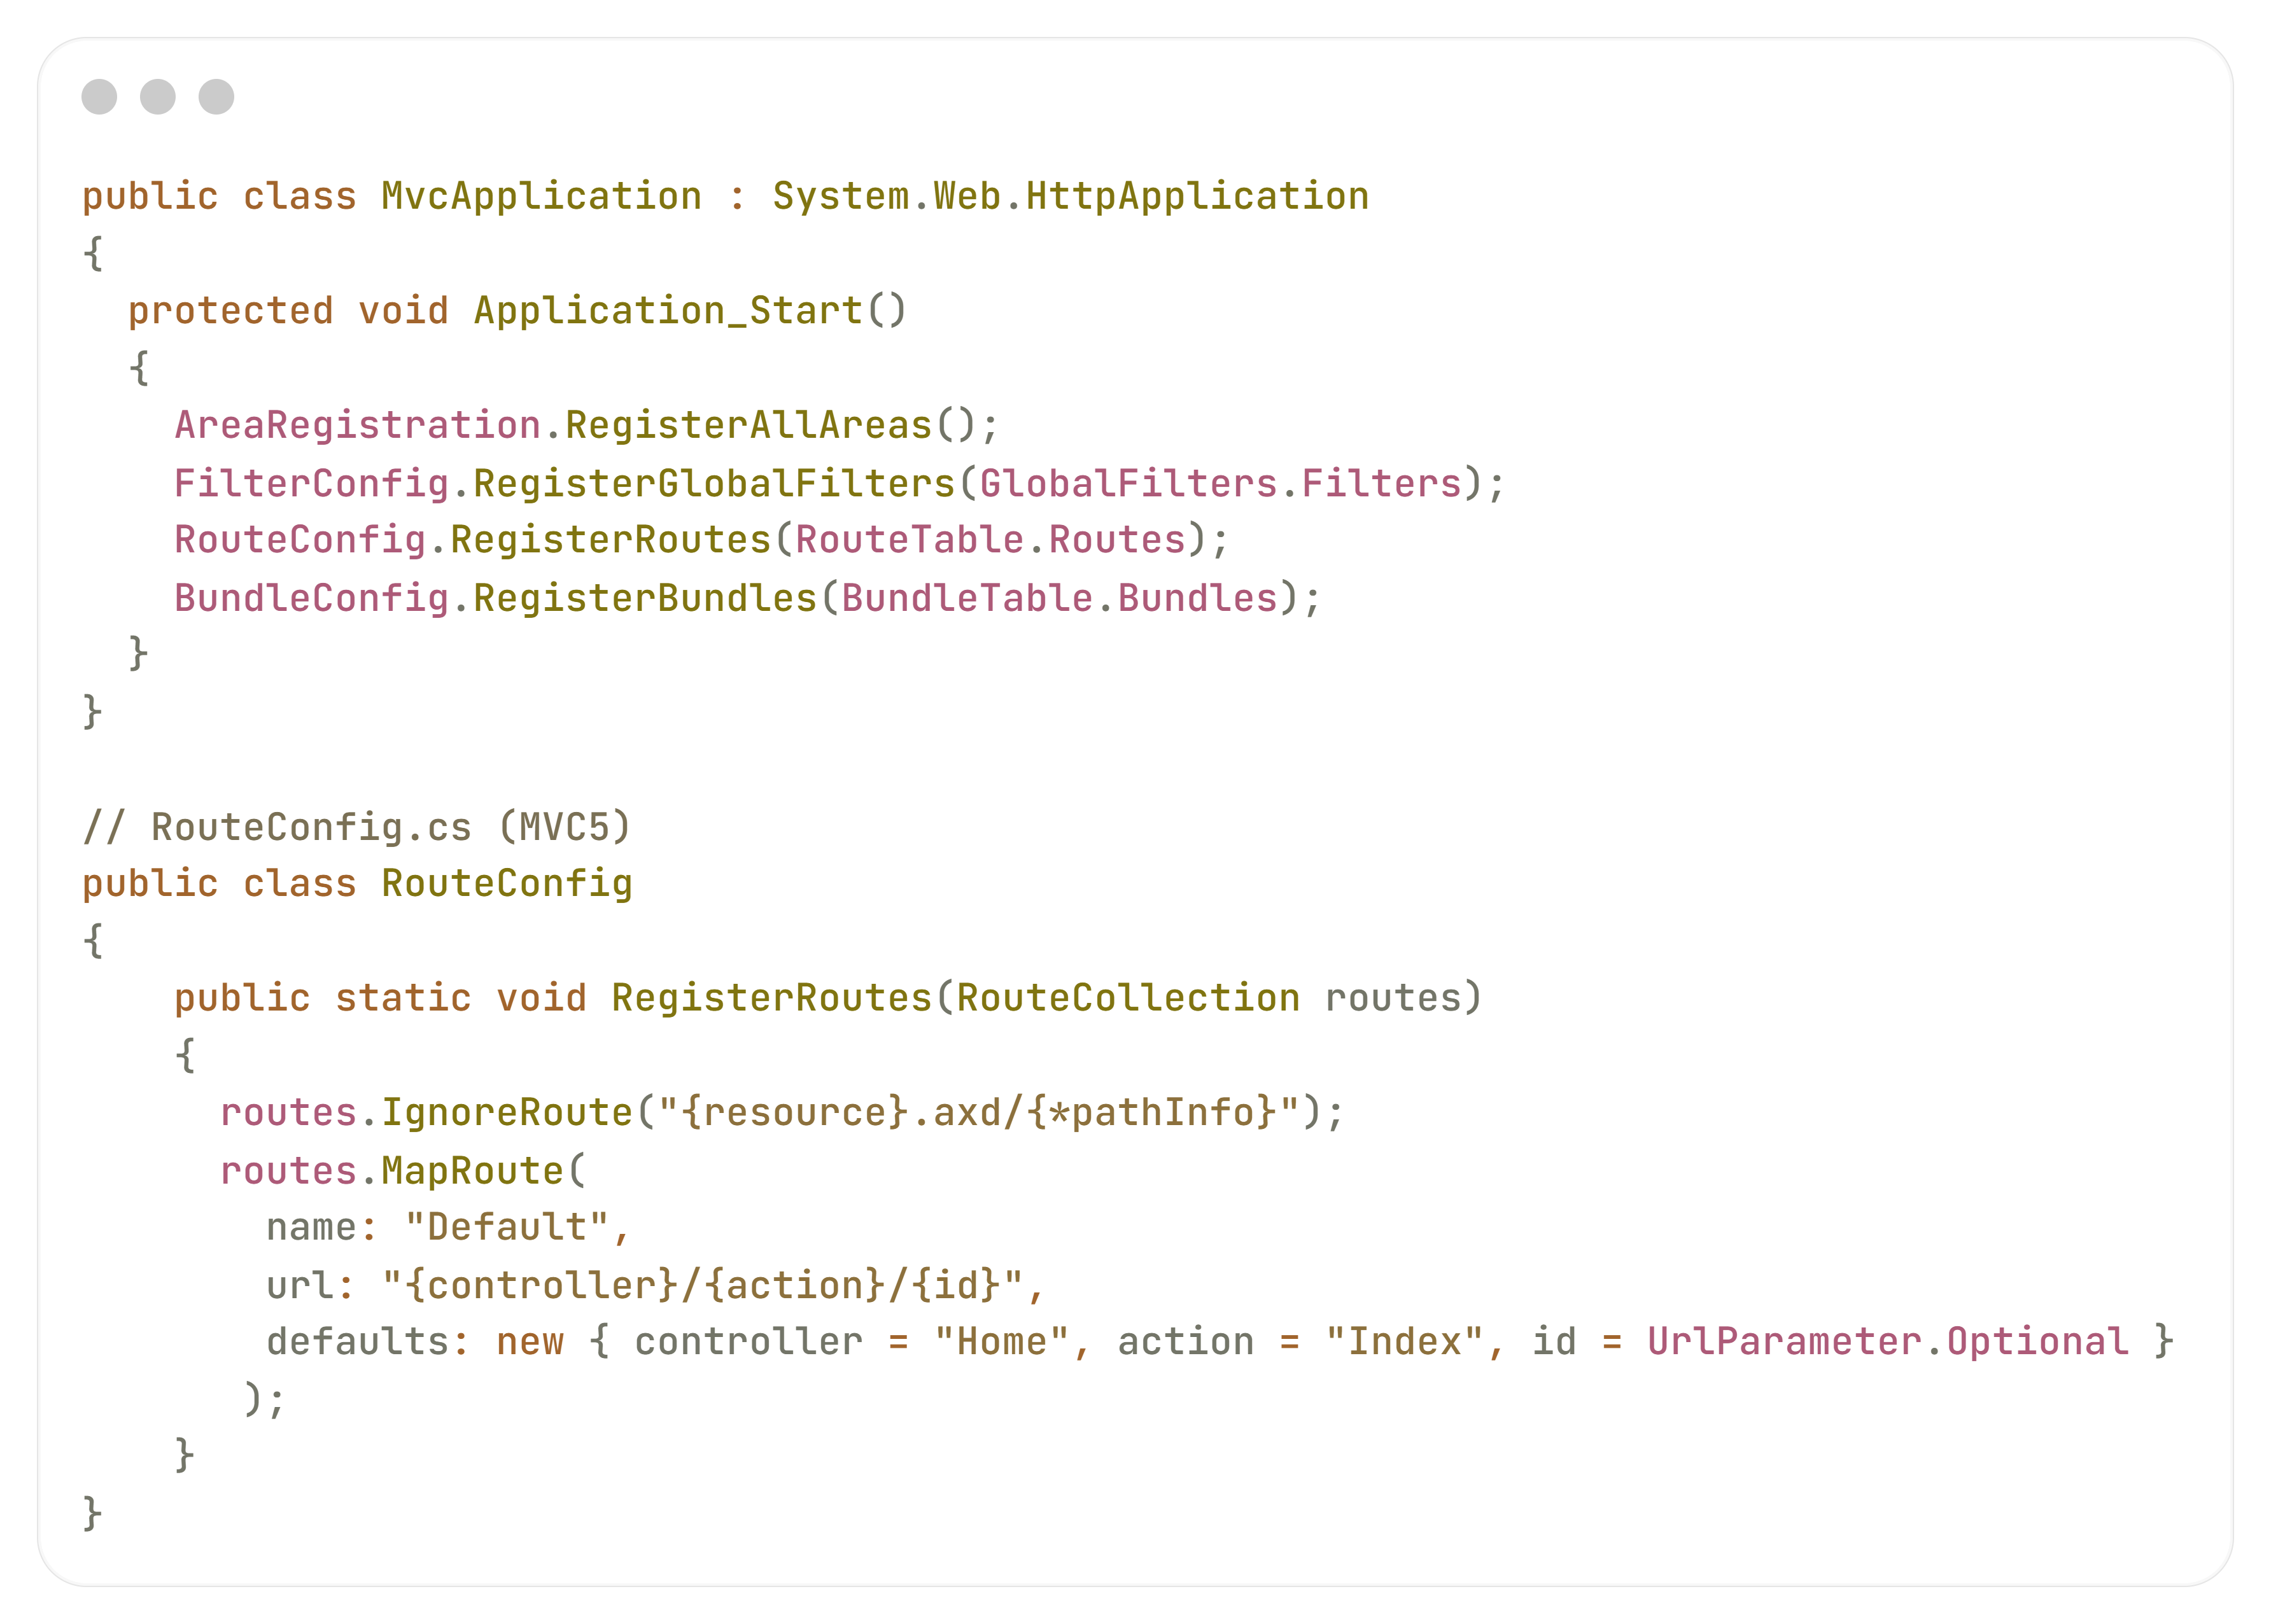 public class MvcApplication : System.Web.HttpApplication
{
  protected void Application_Start()
  {
    AreaRegistration.RegisterAllAreas();
    FilterConfig.RegisterGlobalFilters(GlobalFilters.Filters);
    RouteConfig.RegisterRoutes(RouteTable.Routes);
    BundleConfig.RegisterBundles(BundleTable.Bundles);
  }
}

// RouteConfig.cs (MVC5)
public class RouteConfig
{
    public static void RegisterRoutes(RouteCollection routes)
    {
      routes.IgnoreRoute("{resource}.axd/{*pathInfo}");
      routes.MapRoute(
        name: "Default",
        url: "{controller}/{action}/{id}",
        defaults: new { controller = "Home", action = "Index", id = UrlParameter.Optional }
       );
    }
}